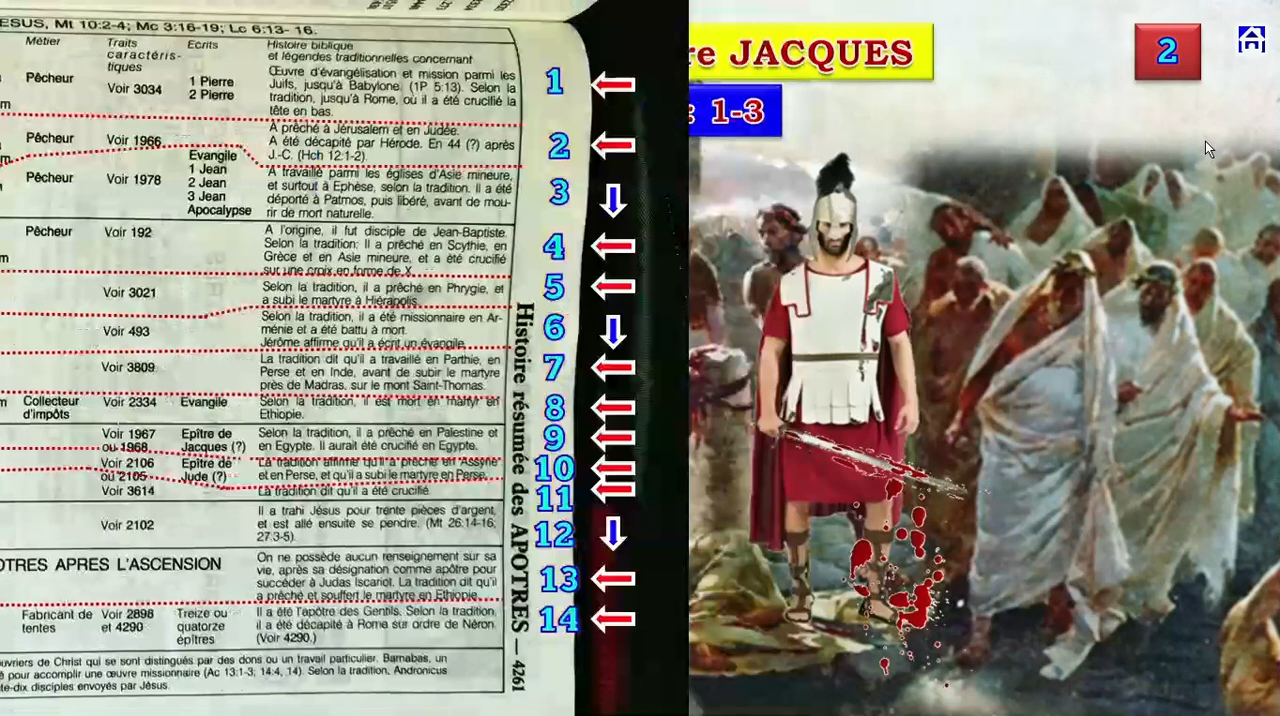 ESUS, Mt 10:2-4; Mc 3:16-19; Lc 6:13- 16.
Métier
Traits
caractéris-
tiques
Ecrits
Histoire biblique
et légendes traditionnelles concernant
Pêcheur
Voir 3034
1 Pierre
2 Pierre
Œuvre d'évangélisation et mission parmi les
Juifs, jusqu'à Babylone. (1P 5:13). Selon la
tradition, jusqu'à Rome, où il a été crucifié la
tête en bas.
1
Pêcheur
Voir 1966
A prêché à Jérusalem et en Judée.
A été décapité par Hérode. En 44 (?) après
J.-C. (Hch 12:1-2).
2
Pêcheur
Voir 1978
Evangile
1 Jean
2 Jean
3 Jean
Apocalypse
A travaillé parmi les églises d'Asie mineure,
et surtout à Ephèse, selon la tradition. Il a été
déporté à Patmos, puis libéré, avant de mou-
rir de mort naturelle.
3
Pêcheur
Voir 192
A l'origine, il fut disciple de Jean-Baptiste.
Selon la tradition: Il a prêché en Scythie, en
Grèce et en Asie mineure, et a été crucifié
sur une croix en forme de X.
4
Voir 3021
Selon la tradition, il a prêché en Phrygie, et
a subi le martyre à Hiérapolis.
5
Voir 493
Selon la tradition, il a été missionaire en Ar-
ménie et a été battu à mort.
Jérôme affirme qu'il a écrit un évangile.
6
Voir 3809
La tradition dit qu'il a travaillé en Parthie, en
Perse et en Inde, avant de subir le martyre
près de Madras, sur le mont Saint-Thomas.
7
Collecteur
d'impôts
Voir 2334
Evangile
Selon la tradition, il est mort en martyr en
Ethiopie.
8
Voir 1967
ou 1968
Epître de
Jacques (?)
Selon la tradition, il a prêché en Palestine et
en Egypte. Il aurait été crucifié en Egypte.
9
Voir 2106
ou 2105
Epître de
Jude (?)
La tradition affirme qu'il a prêché en Assyrie
et en Perse, et qu'il a subi le martyre en Perse.
10
Voir 3614
La tradition dit qu'il a été crucifié.
11
Voir 2102
Il a trahi Jésus pour trente pièces d'argent,
et est allé ensuite se pendre. (Mt 26:14-16;
27:3-5).
12
OTRES APRES L'ASCENSION
On ne possède aucun renseignement sur sa
vie, après sa désignation comme apôtre pour
succéder à Judas Iscariot. La tradition dit qu'il
a prêché et souffert le martyre en Ethiopie.
13
Fabricant de
tentes
Voir 2898
et 4290
Treize ou
quatorze
épîtres
Il a été l'apôtre des Gentils. Selon la tradition,
il a été décapité à Rome sur ordre de Néron.
(Voir 4290.)
14
ouvriers de Christ qui se sont distingués par des dons ou un travail particulier. Barnabas, un
é pour accomplir une œuvre missionnaire (Ac 13:1-3; 14:4, 14). Selon la tradition, Andronicus
te-dix disciples envoyés par Jésus.
Histoire résumée des APOTRES — 4261
re JACQUES
: 1-3
2